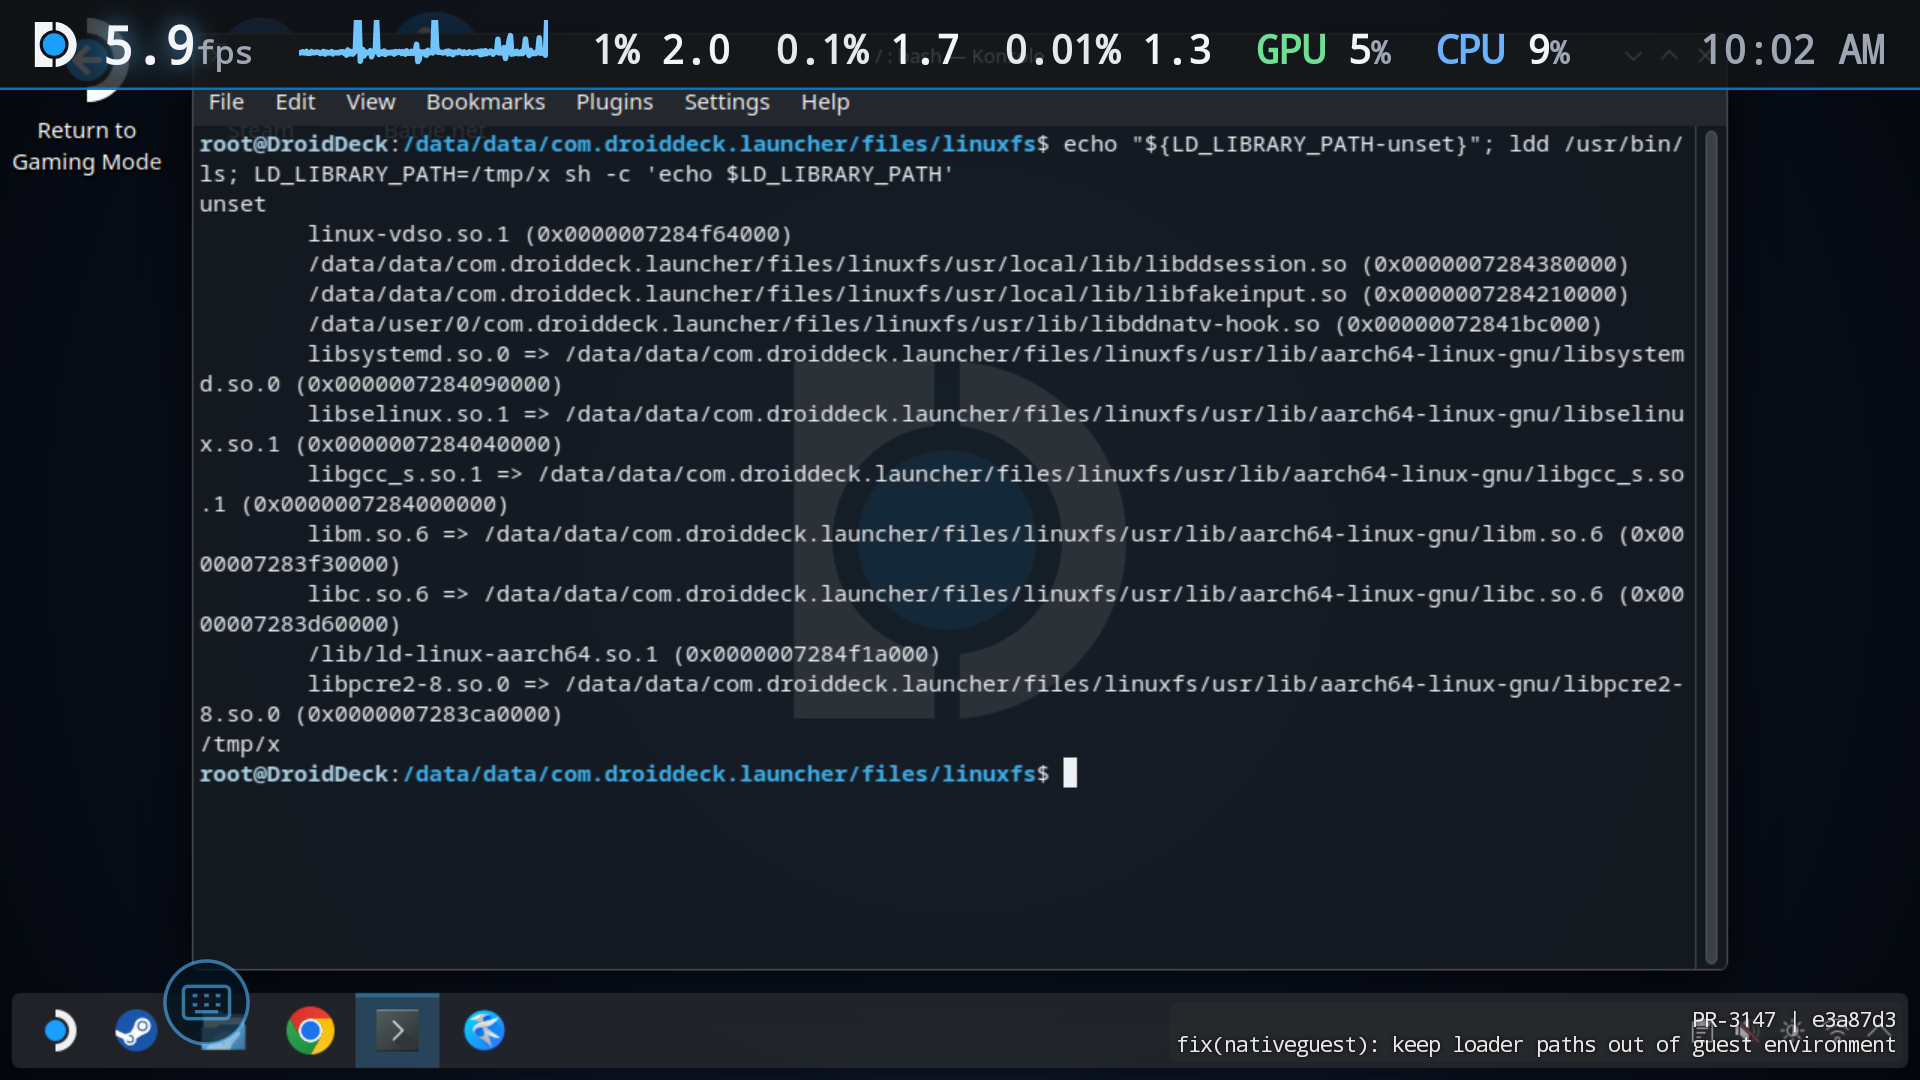 5.9fps 1% 2.0 0.1% 1.7 0.01% 1.3 GPU 5% CPU 9% 10:02 AM
File Edit View Bookmarks Plugins Settings Help
Return to
Gaming Mode
Steam Battle.net
root@DroidDeck:/data/data/com.droiddeck.launcher/files/linuxfs$ echo "${LD_LIBRARY_PATH-unset}"; ldd /usr/bin/
ls; LD_LIBRARY_PATH=/tmp/x sh -c 'echo $LD_LIBRARY_PATH'
unset
linux-vdso.so.1 (0x0000007284f64000)
/data/data/com.droiddeck.launcher/files/linuxfs/usr/local/lib/libddsession.so (0x0000007284380000)
/data/data/com.droiddeck.launcher/files/linuxfs/usr/local/lib/libfakeinput.so (0x0000007284210000)
/data/user/0/com.droiddeck.launcher/files/linuxfs/usr/lib/libddnatv-hook.so (0x00000072841bc000)
libsystemd.so.0 => /data/data/com.droiddeck.launcher/files/linuxfs/usr/lib/aarch64-linux-gnu/libsystem
d.so.0 (0x0000007284090000)
libselinux.so.1 => /data/data/com.droiddeck.launcher/files/linuxfs/usr/lib/aarch64-linux-gnu/libselinu
x.so.1 (0x0000007284040000)
libgcc_s.so.1 => /data/data/com.droiddeck.launcher/files/linuxfs/usr/lib/aarch64-linux-gnu/libgcc_s.so
.1 (0x0000007284000000)
libm.so.6 => /data/data/com.droiddeck.launcher/files/linuxfs/usr/lib/aarch64-linux-gnu/libm.so.6 (0x00
00007283f30000)
libc.so.6 => /data/data/com.droiddeck.launcher/files/linuxfs/usr/lib/aarch64-linux-gnu/libc.so.6 (0x00
00007283d60000)
/lib/ld-linux-aarch64.so.1 (0x0000007284f1a000)
libpcre2-8.so.0 => /data/data/com.droiddeck.launcher/files/linuxfs/usr/lib/aarch64-linux-gnu/libpcre2-
8.so.0 (0x0000007283ca0000)
/tmp/x
root@DroidDeck:/data/data/com.droiddeck.launcher/files/linuxfs$
PR-3147 | e3a87d3
fix(nativeguest): keep loader paths out of guest environment